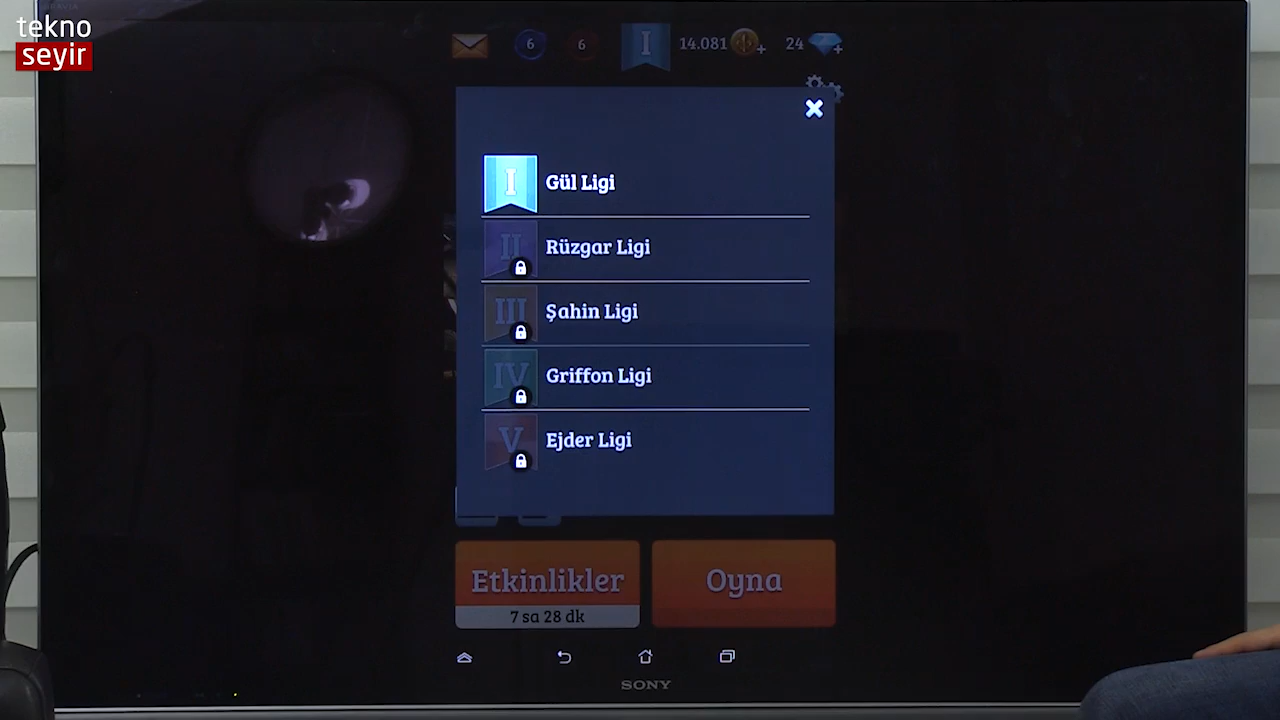 tekno
seyir
6
6
I
14.081
24
I
Gül Ligi
II
Rüzgar Ligi
III
Şahin Ligi
IV
Griffon Ligi
V
Ejder Ligi
Etkinlikler
Oyna
7 sa 28 dk
SONY